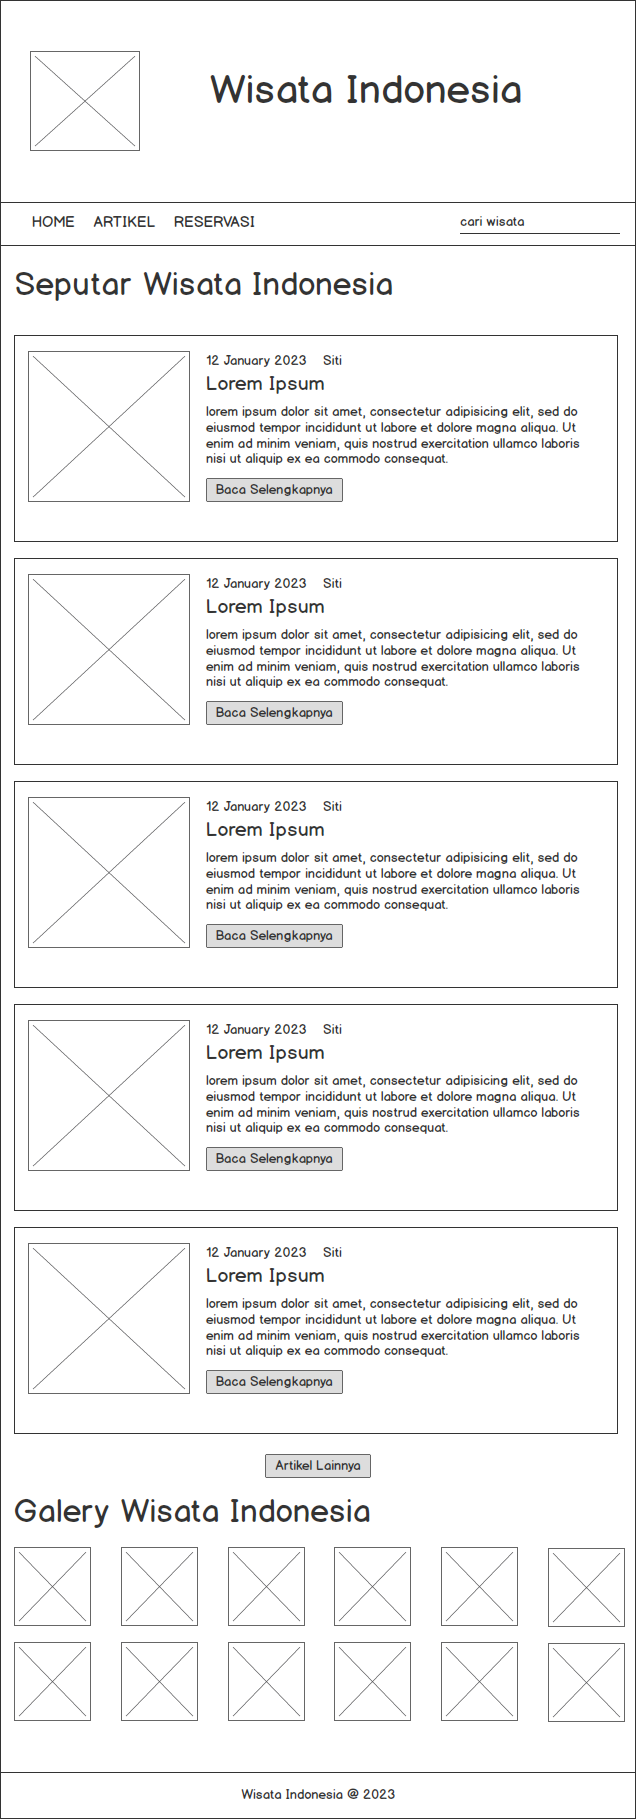 Wisata Indonesia
HOME ARTIKEL RESERVASI cari wisata
Seputar Wisata Indonesia
12 January 2023 Siti
Lorem Ipsum
lorem ipsum dolor sit amet, consectetur adipisicing elit, sed do
eiusmod tempor incididunt ut labore et dolore magna aliqua. Ut
enim ad minim veniam, quis nostrud exercitation ullamco laboris
nisi ut aliquip ex ea commodo consequat.
Baca Selengkapnya
12 January 2023 Siti
Lorem Ipsum
lorem ipsum dolor sit amet, consectetur adipisicing elit, sed do
eiusmod tempor incididunt ut labore et dolore magna aliqua. Ut
enim ad minim veniam, quis nostrud exercitation ullamco laboris
nisi ut aliquip ex ea commodo consequat.
Baca Selengkapnya
12 January 2023 Siti
Lorem Ipsum
lorem ipsum dolor sit amet, consectetur adipisicing elit, sed do
eiusmod tempor incididunt ut labore et dolore magna aliqua. Ut
enim ad minim veniam, quis nostrud exercitation ullamco laboris
nisi ut aliquip ex ea commodo consequat.
Baca Selengkapnya
12 January 2023 Siti
Lorem Ipsum
lorem ipsum dolor sit amet, consectetur adipisicing elit, sed do
eiusmod tempor incididunt ut labore et dolore magna aliqua. Ut
enim ad minim veniam, quis nostrud exercitation ullamco laboris
nisi ut aliquip ex ea commodo consequat.
Baca Selengkapnya
12 January 2023 Siti
Lorem Ipsum
lorem ipsum dolor sit amet, consectetur adipisicing elit, sed do
eiusmod tempor incididunt ut labore et dolore magna aliqua. Ut
enim ad minim veniam, quis nostrud exercitation ullamco laboris
nisi ut aliquip ex ea commodo consequat.
Baca Selengkapnya
Artikel Lainnya
Galery Wisata Indonesia
Wisata Indonesia @ 2023